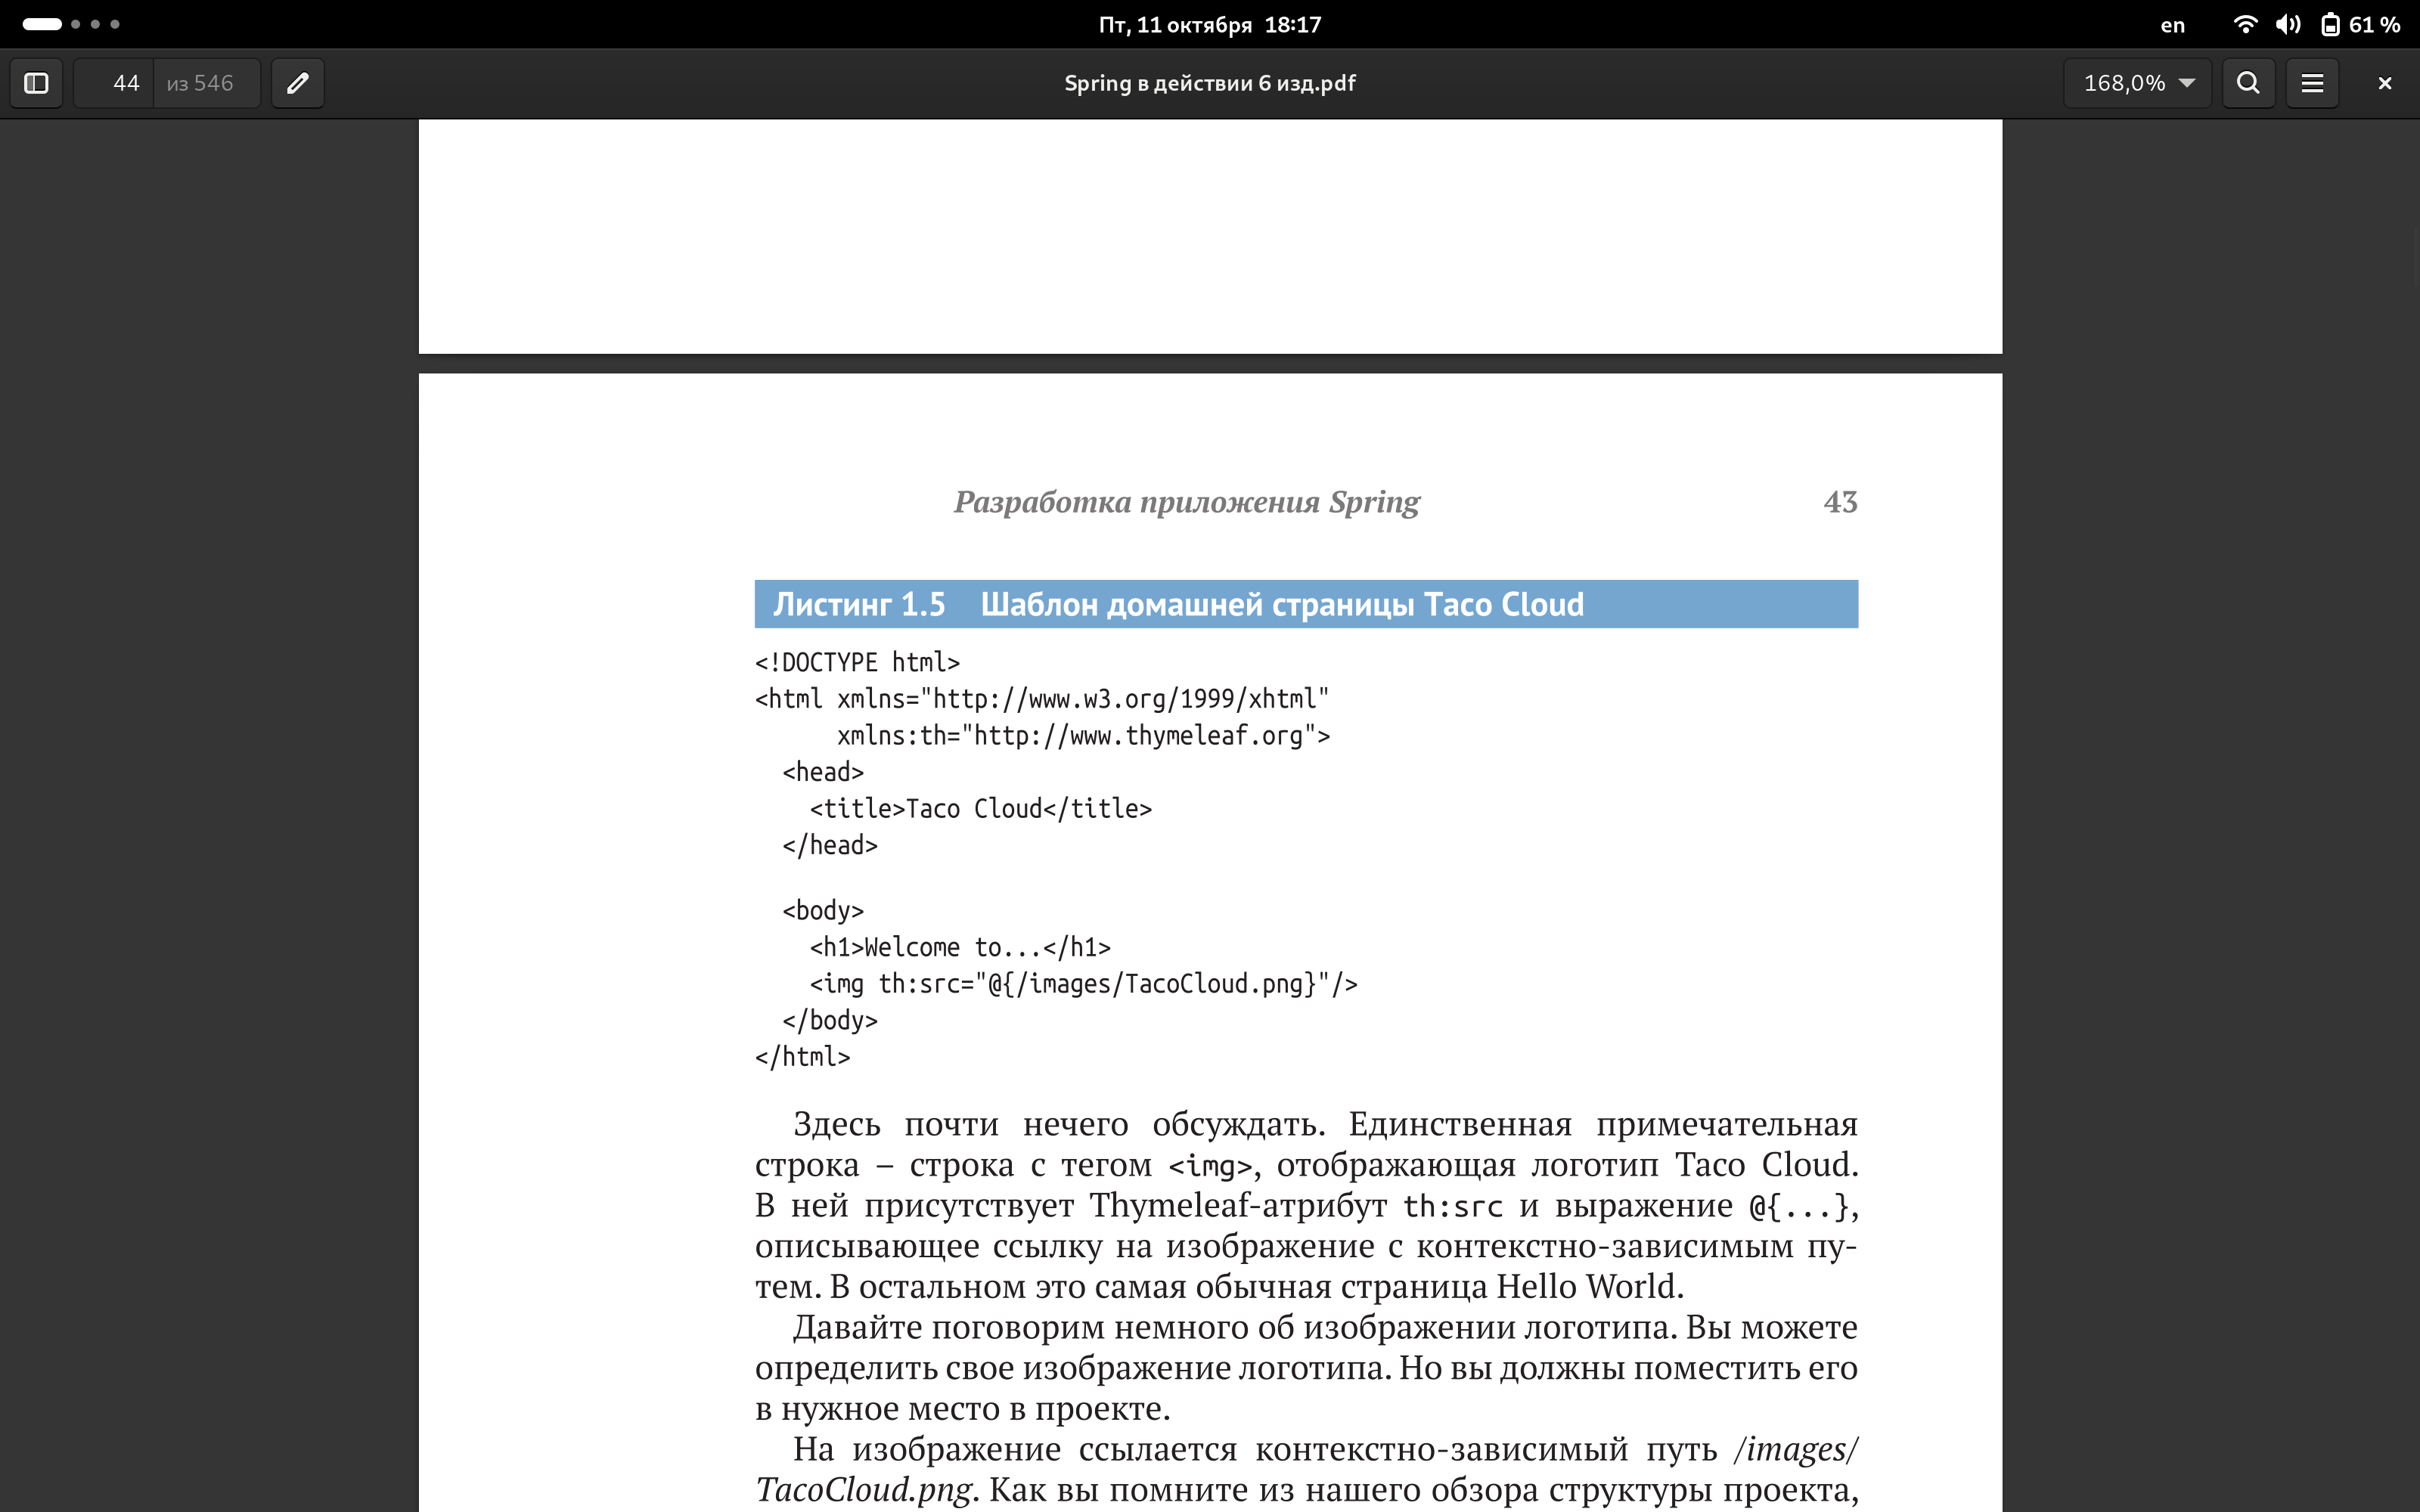 Пт, 11 октября 18:17
en
61 %
44 из 546
Spring в действии 6 изд.pdf
168,0%
Разработка приложения Spring 43
Листинг 1.5 Шаблон домашней страницы Taco Cloud
<!DOCTYPE html>
<html xmlns="http://www.w3.org/1999/xhtml"
      xmlns:th="http://www.thymeleaf.org">
  <head>
    <title>Taco Cloud</title>
  </head>
  <body>
    <h1>Welcome to...</h1>
    <img th:src="@{/images/TacoCloud.png}"/>
  </body>
</html>
Здесь почти нечего обсуждать. Единственная примечательная
строка – строка с тегом <img>, отображающая логотип Taco Cloud.
В ней присутствует Thymeleaf-атрибут th:src и выражение @{...},
описывающее ссылку на изображение с контекстно-зависимым пу-
тем. В остальном это самая обычная страница Hello World.
Давайте поговорим немного об изображении логотипа. Вы можете
определить свое изображение логотипа. Но вы должны поместить его
в нужное место в проекте.
На изображение ссылается контекстно-зависимый путь /images/
TacoCloud.png. Как вы помните из нашего обзора структуры проекта,